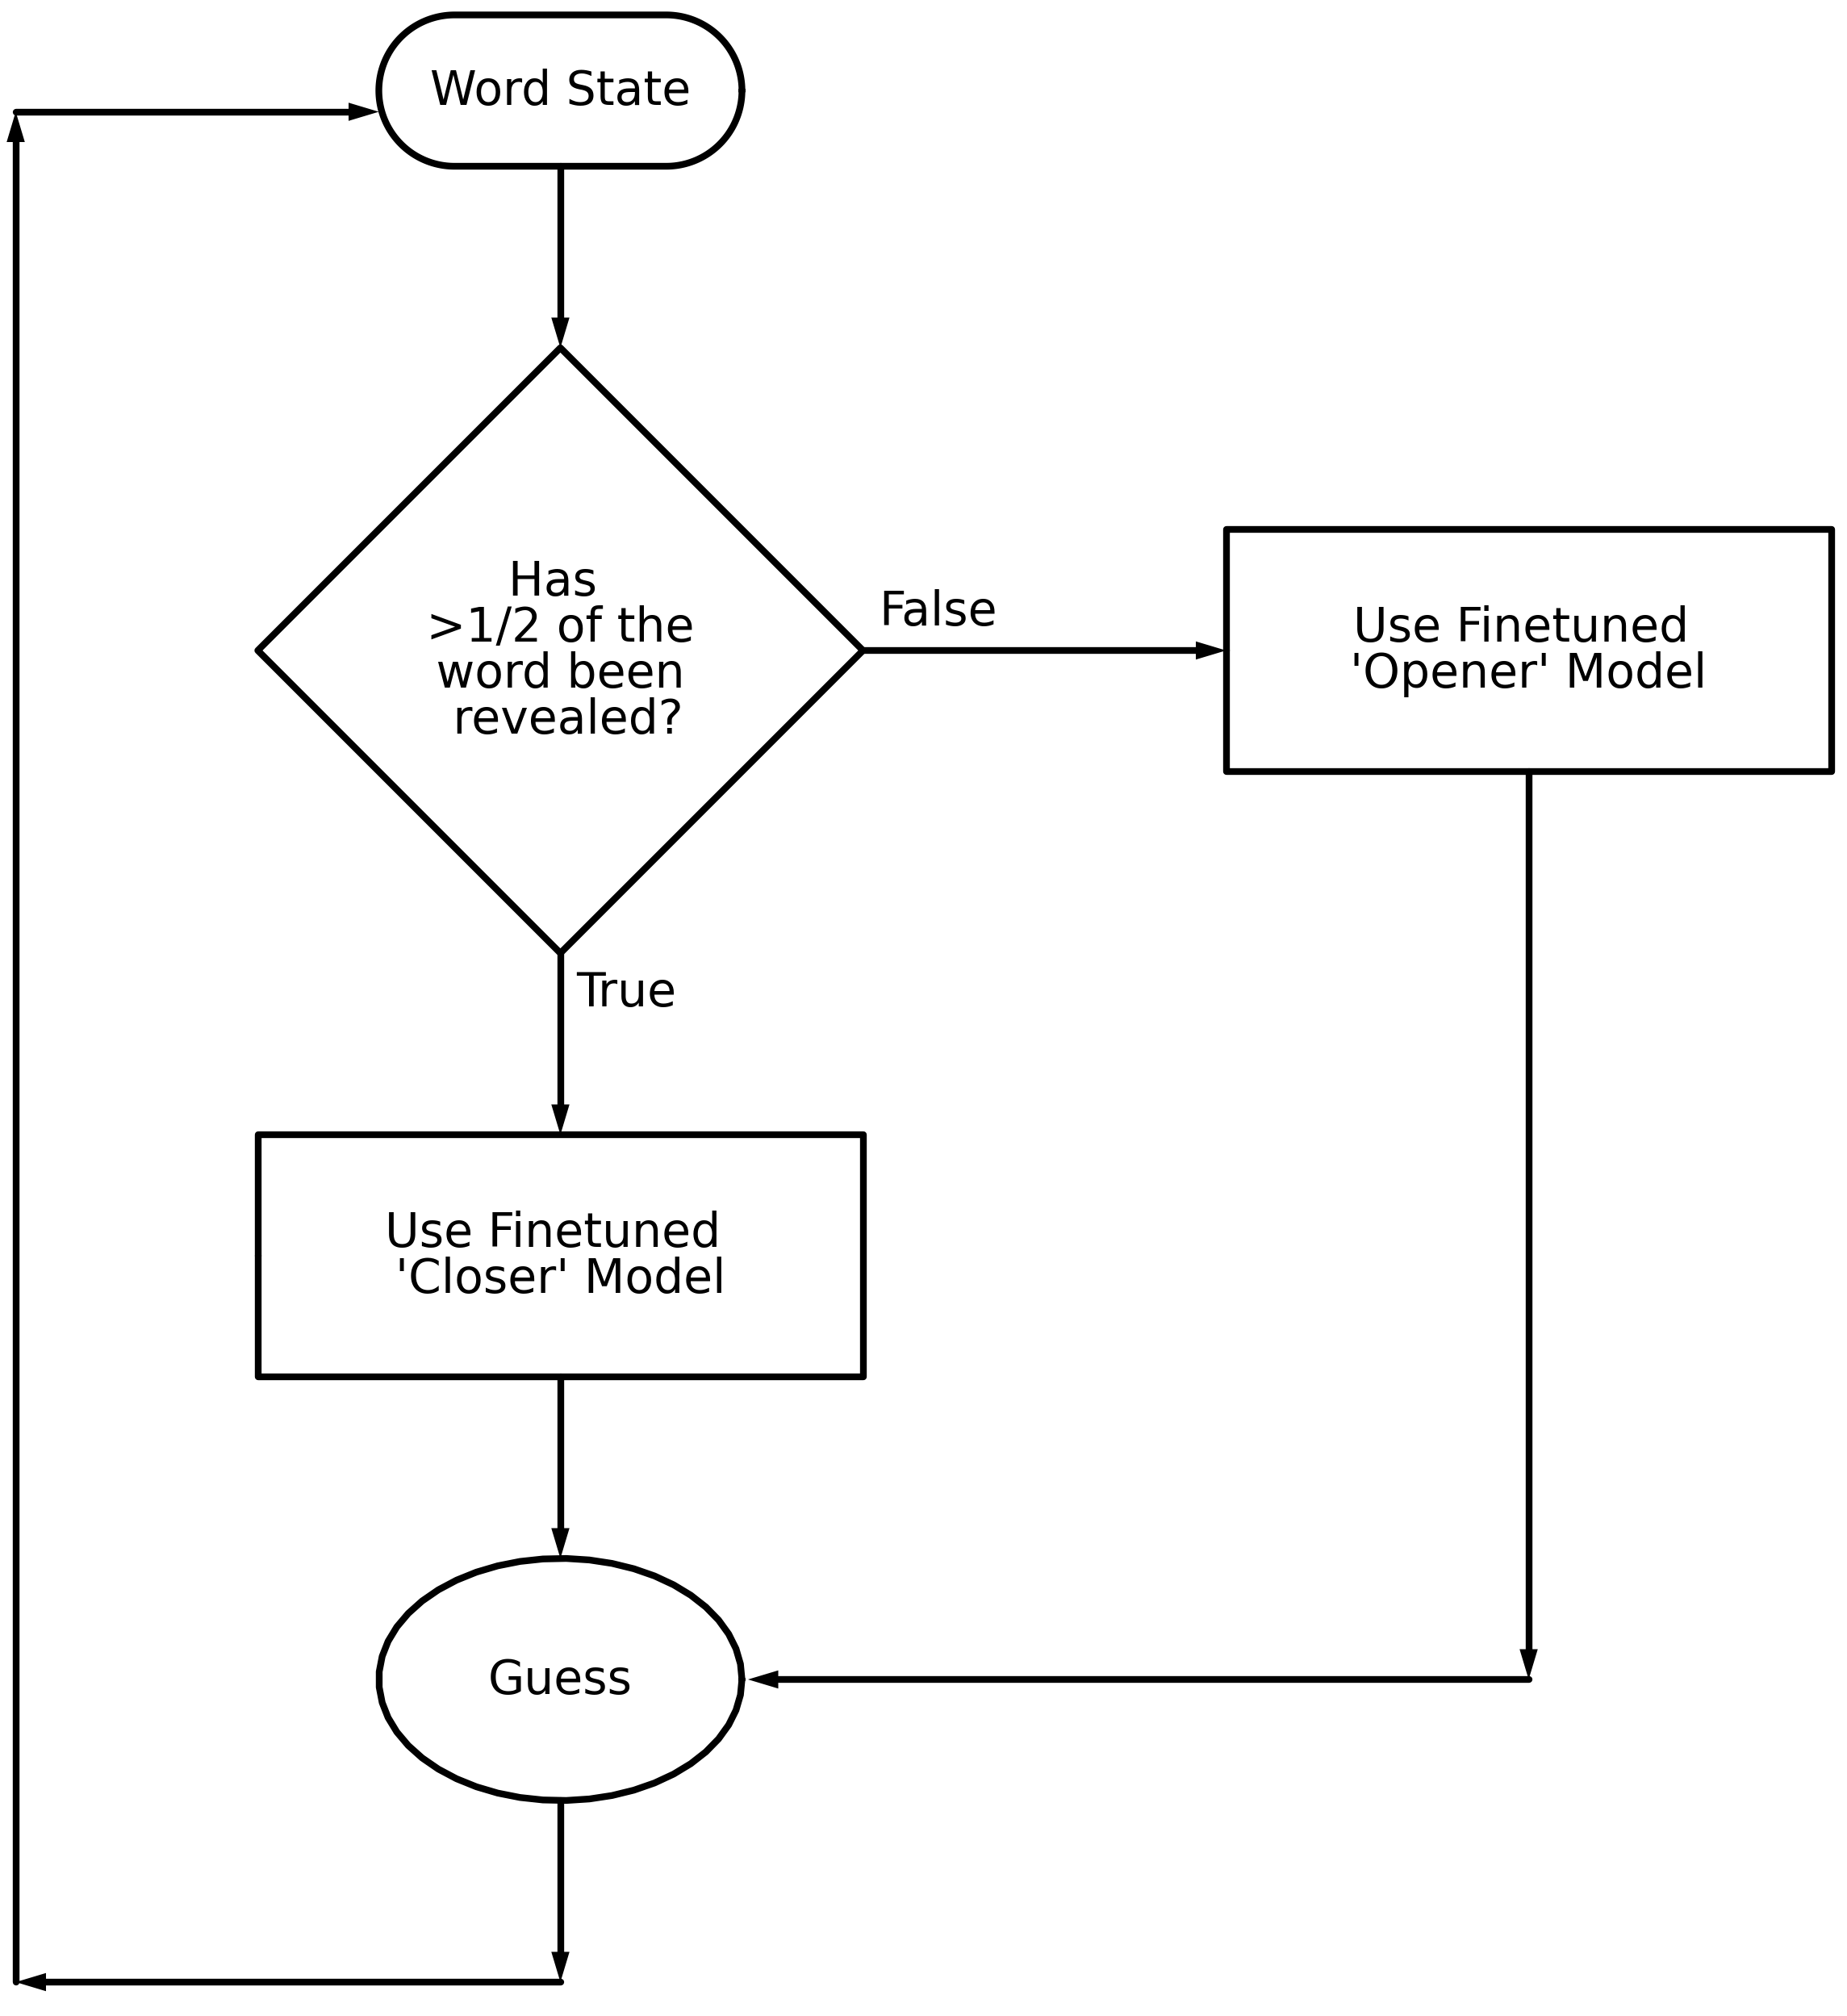 Word State
Has
>1/2 of the
word been
revealed?
False
Use Finetuned
'Opener' Model
True
Use Finetuned
'Closer' Model
Guess